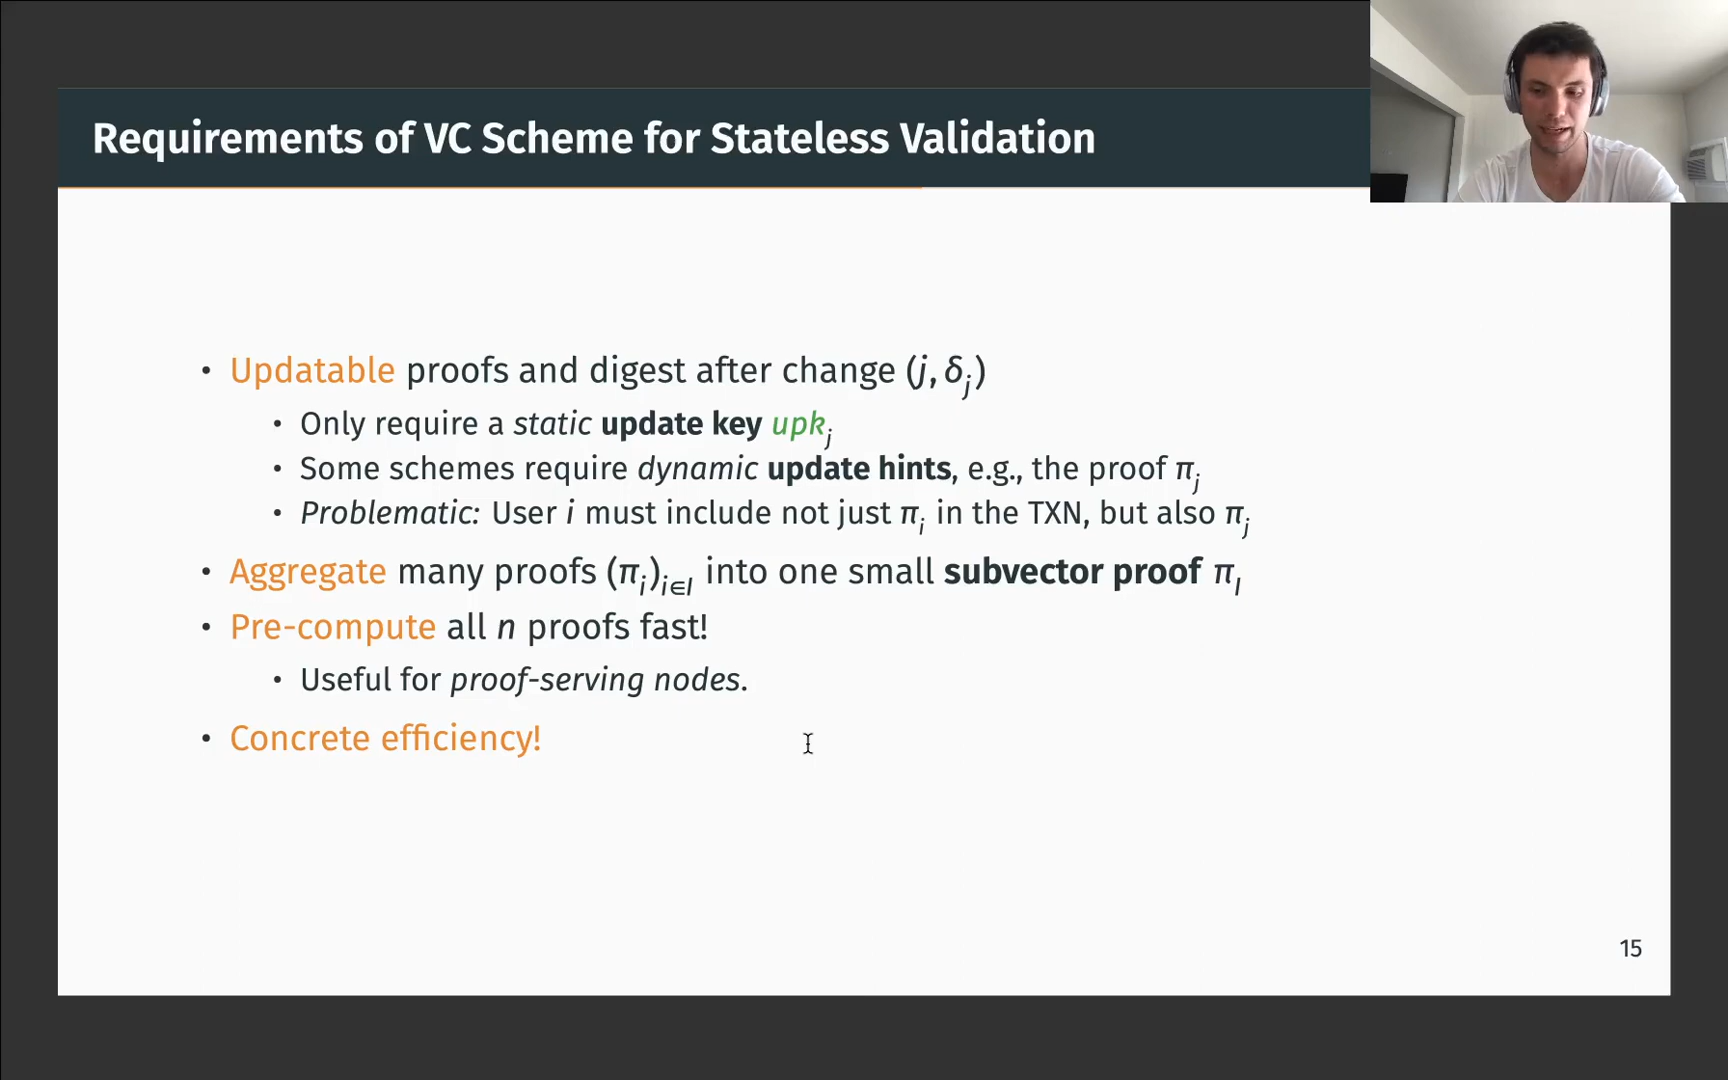 Requirements of VC Scheme for Stateless Validation
• Updatable proofs and digest after change (j, δⱼ)
• Only require a static update key upkⱼ
• Some schemes require dynamic update hints, e.g., the proof πⱼ
• Problematic: User i must include not just πᵢ in the TXN, but also πⱼ
• Aggregate many proofs (πᵢ)ᵢ∈I into one small subvector proof π_I
• Pre-compute all n proofs fast!
• Useful for proof-serving nodes.
• Concrete efficiency!
15